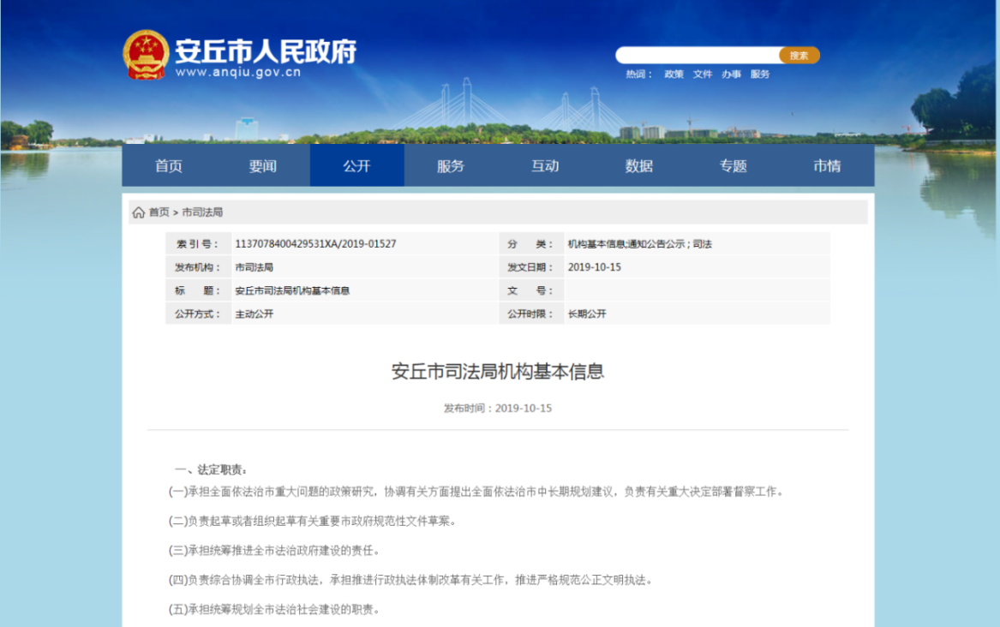 安丘市人民政府
www.anqiu.gov.cn
搜索
热词： 政策 文件 办事 服务
首页 要闻 公开 服务 互动 数据 专题 市情
首页 > 市司法局
索引号： 1137078400429531XA/2019-01527 分 类： 机构基本信息;通知公告公示 ; 司法
发布机构： 市司法局 发文日期： 2019-10-15
标 题： 安丘市司法局机构基本信息 文 号：
公开方式： 主动公开 公开时限： 长期公开
安丘市司法局机构基本信息
发布时间：2019-10-15
一、法定职责：
(一)承担全面依法治市重大问题的政策研究，协调有关方面提出全面依法治市中长期规划建议，负责有关重大决定部署督察工作。
(二)负责起草或者组织起草有关重要市政府规范性文件草案。
(三)承担统筹推进全市法治政府建设的责任。
(四)负责综合协调全市行政执法，承担推进行政执法体制改革有关工作，推进严格规范公正文明执法。
(五)承担统筹规划全市法治社会建设的职责。